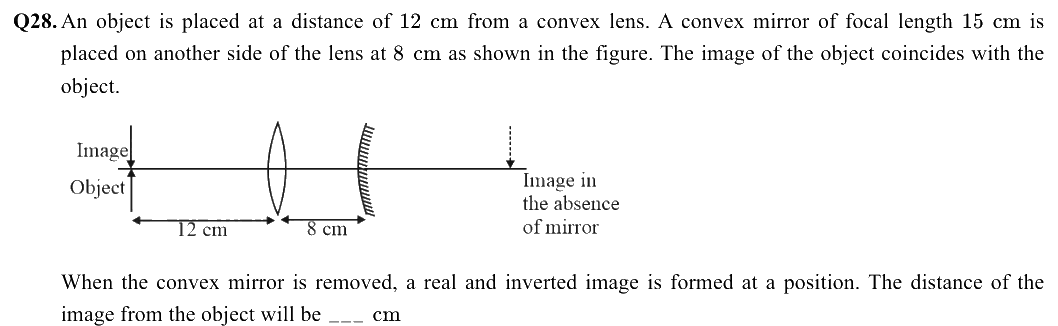 Q28. An object is placed at a distance of 12 cm from a convex lens. A convex mirror of focal length 15 cm is
placed on another side of the lens at 8 cm as shown in the figure. The image of the object coincides with the
object.
Image
Object
12 cm
8 cm
Image in
the absence
of mirror
When the convex mirror is removed, a real and inverted image is formed at a position. The distance of the
image from the object will be ___ cm